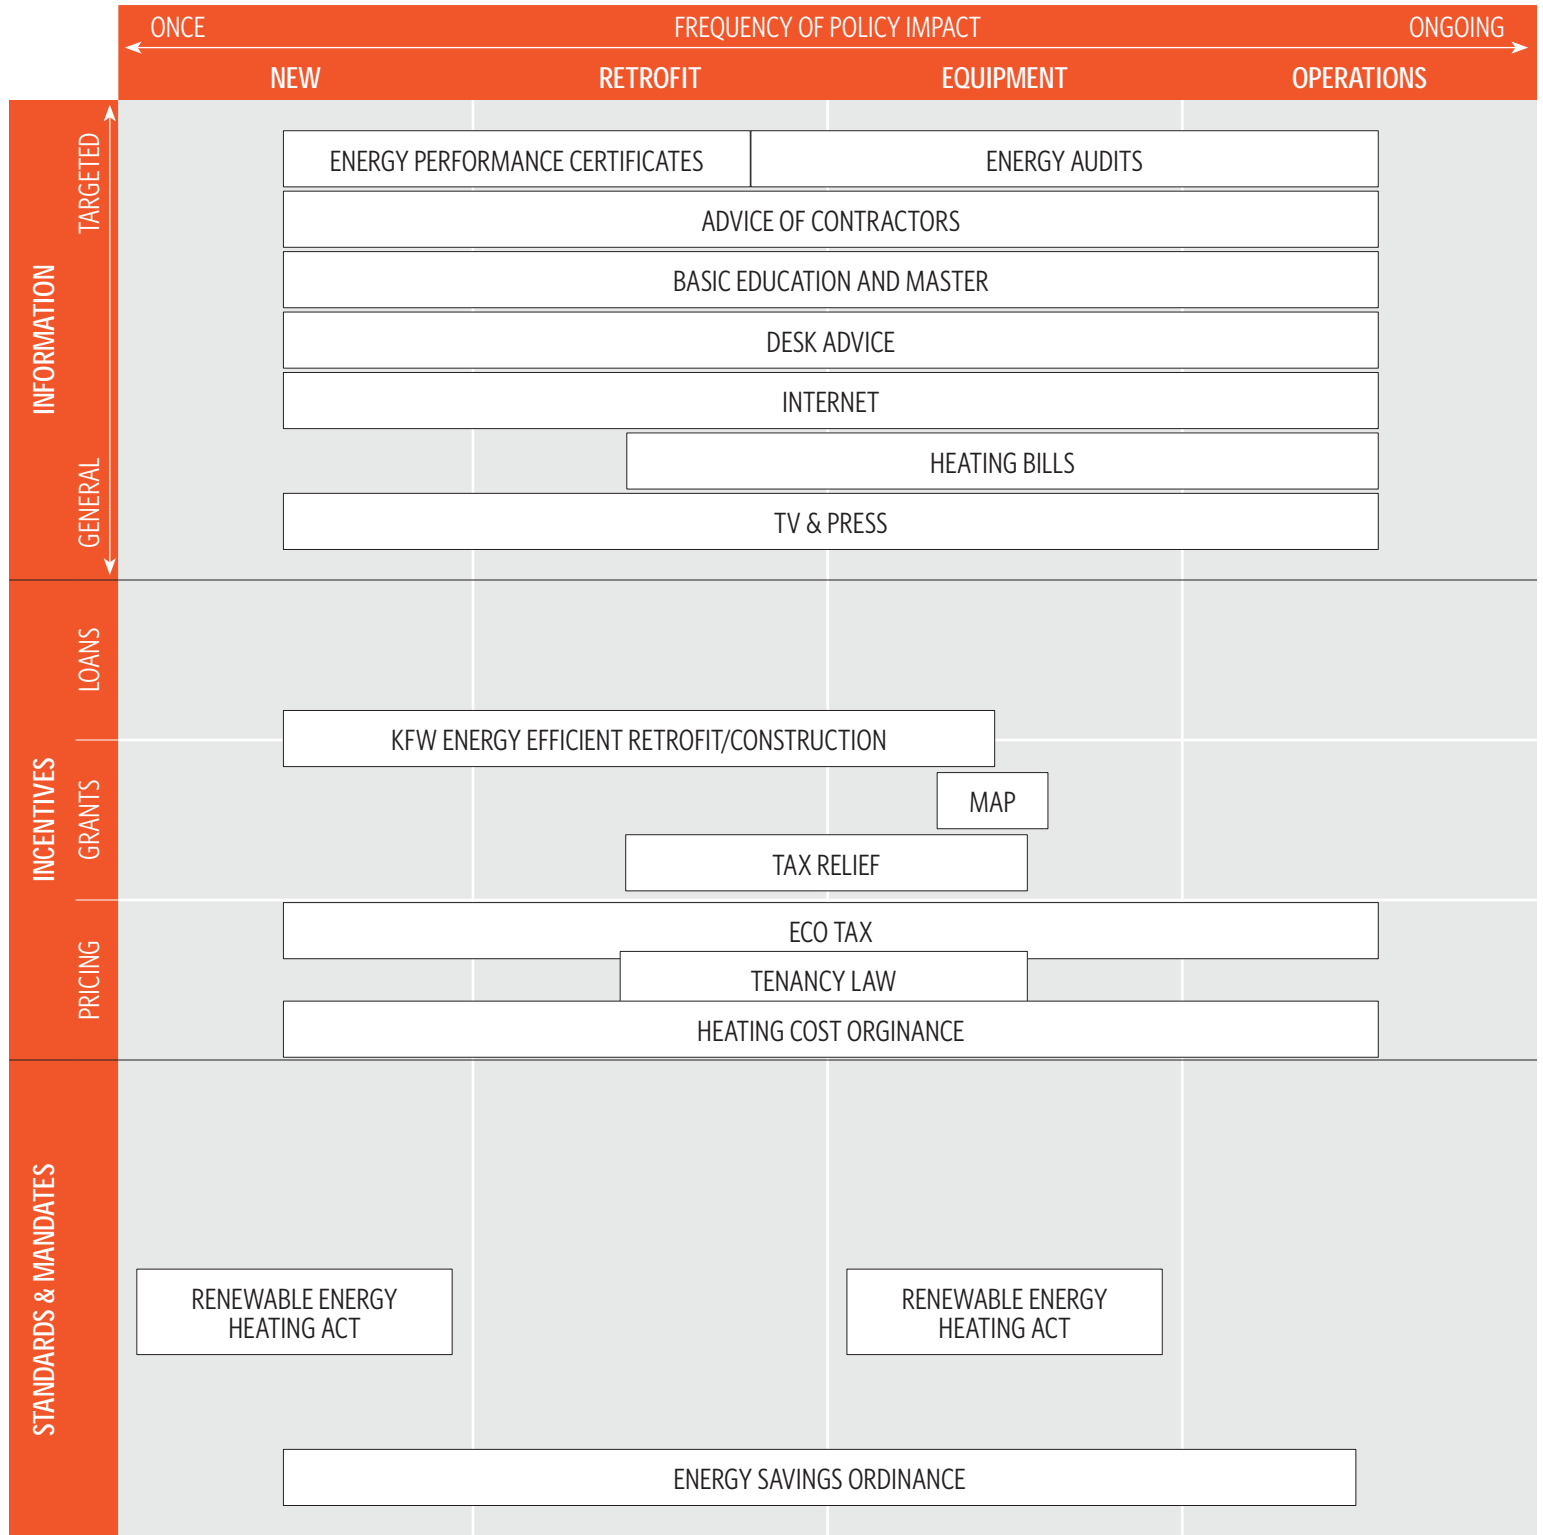 ONCE
FREQUENCY OF POLICY IMPACT
ONGOING
NEW
RETROFIT
EQUIPMENT
OPERATIONS
INFORMATION
TARGETED
GENERAL
ENERGY PERFORMANCE CERTIFICATES
ENERGY AUDITS
ADVICE OF CONTRACTORS
BASIC EDUCATION AND MASTER
DESK ADVICE
INTERNET
HEATING BILLS
TV & PRESS
INCENTIVES
LOANS
GRANTS
PRICING
KFW ENERGY EFFICIENT RETROFIT/CONSTRUCTION
MAP
TAX RELIEF
ECO TAX
TENANCY LAW
HEATING COST ORGINANCE
STANDARDS & MANDATES
RENEWABLE ENERGY
HEATING ACT
RENEWABLE ENERGY
HEATING ACT
ENERGY SAVINGS ORDINANCE